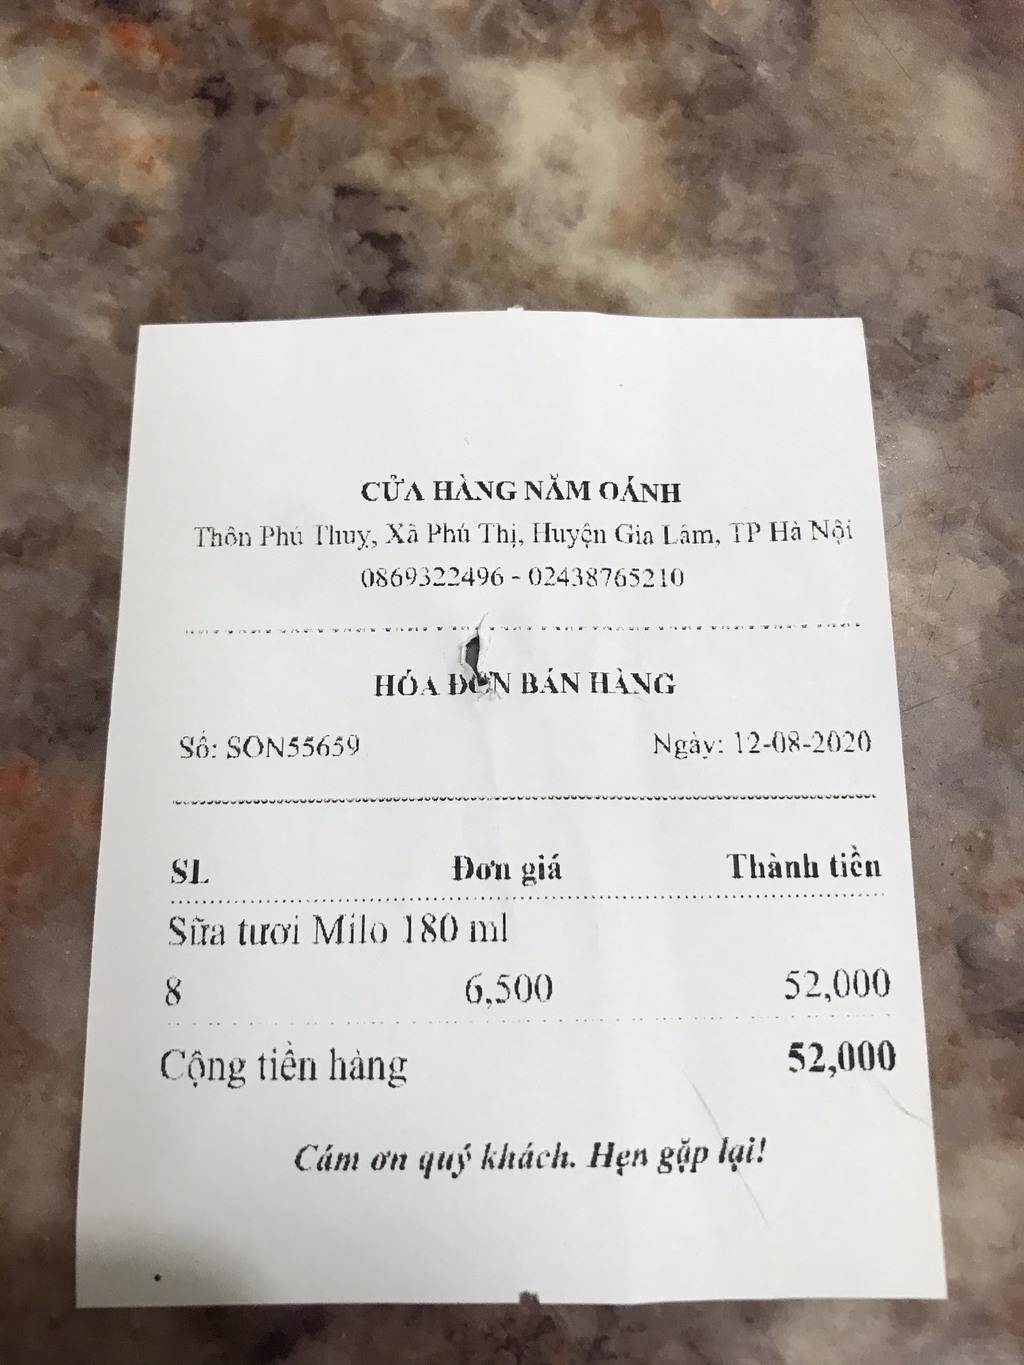 CỬA HÀNG NĂM OÁNH
Thôn Phú Thuy, Xã Phú Thị, Huyện Gia Lâm, TP Hà Nội
0869322496 - 02438765210
HÓA ĐƠN BÁN HÀNG
Số: SON55659 Ngày: 12-08-2020
SL Đơn giá Thành tiền
Sữa tươi Milo 180 ml
8 6,500 52,000
Cộng tiền hàng 52,000
Cám ơn quý khách. Hẹn gặp lại!